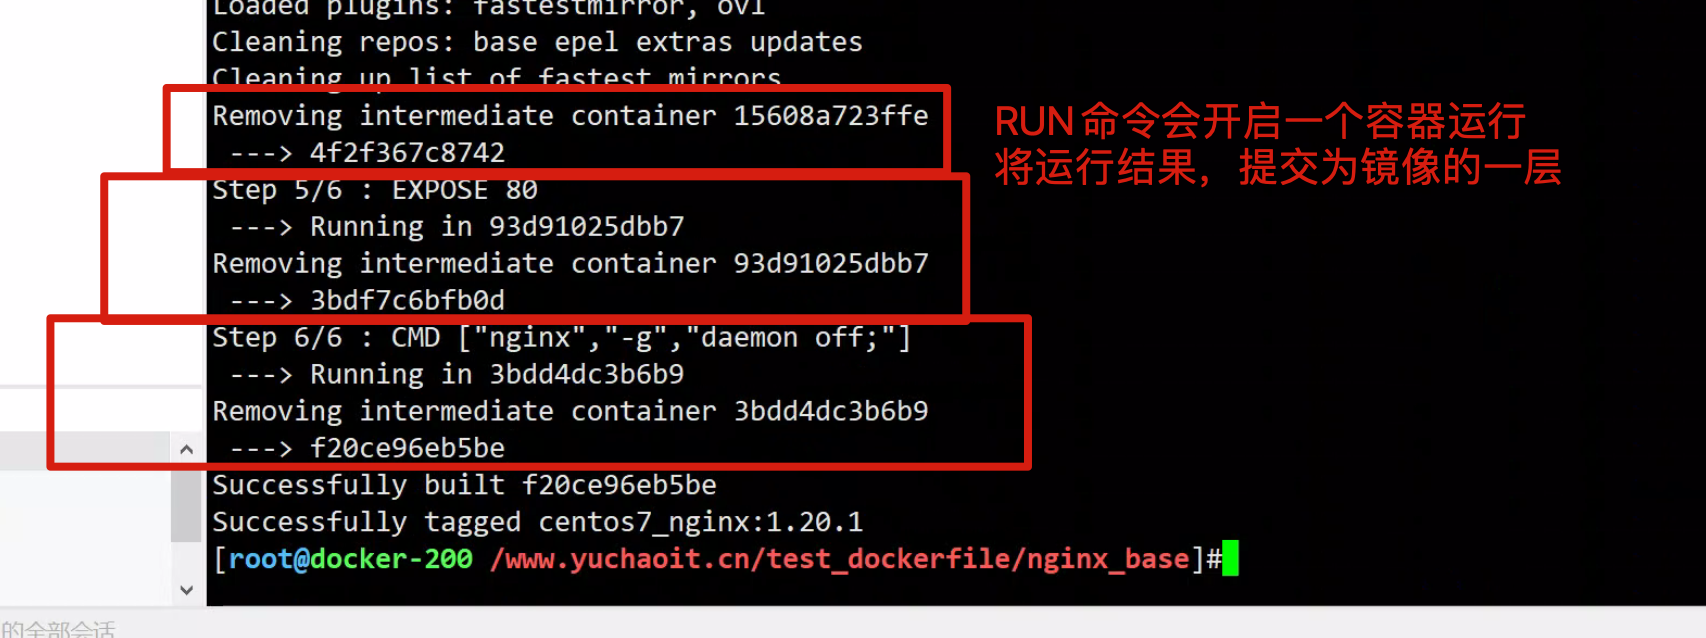 Loaded plugins: fastestmirror, ovl
Cleaning repos: base epel extras updates
Cleaning up list of fastest mirrors
Removing intermediate container 15608a723ffe
---> 4f2f367c8742
RUN命令会开启一个容器运行
将运行结果，提交为镜像的一层
Step 5/6 : EXPOSE 80
---> Running in 93d91025dbb7
Removing intermediate container 93d91025dbb7
---> 3bdf7c6bfb0d
Step 6/6 : CMD ["nginx","-g","daemon off;"]
---> Running in 3bdd4dc3b6b9
Removing intermediate container 3bdd4dc3b6b9
---> f20ce96eb5be
Successfully built f20ce96eb5be
Successfully tagged centos7_nginx:1.20.1
[root@docker-200 /www.yuchaoit.cn/test_dockerfile/nginx_base]#
的全部会话